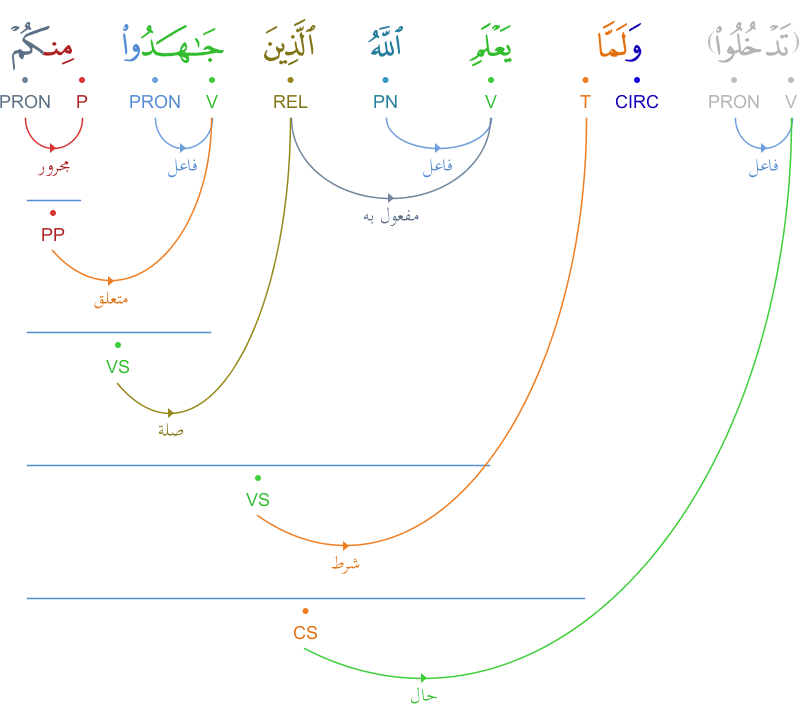 (تَدْخُلُوا۟) وَلَمَّا يَعْلَمِ ٱللَّهُ ٱلَّذِينَ جَـٰهَدُوا۟ مِنكُمْ
V PRON CIRC T V PN REL V PRON P PRON
فاعل فاعل فاعل مجرور
مفعول به
PP
متعلق
VS
صلة
VS
شرط
CS
حال